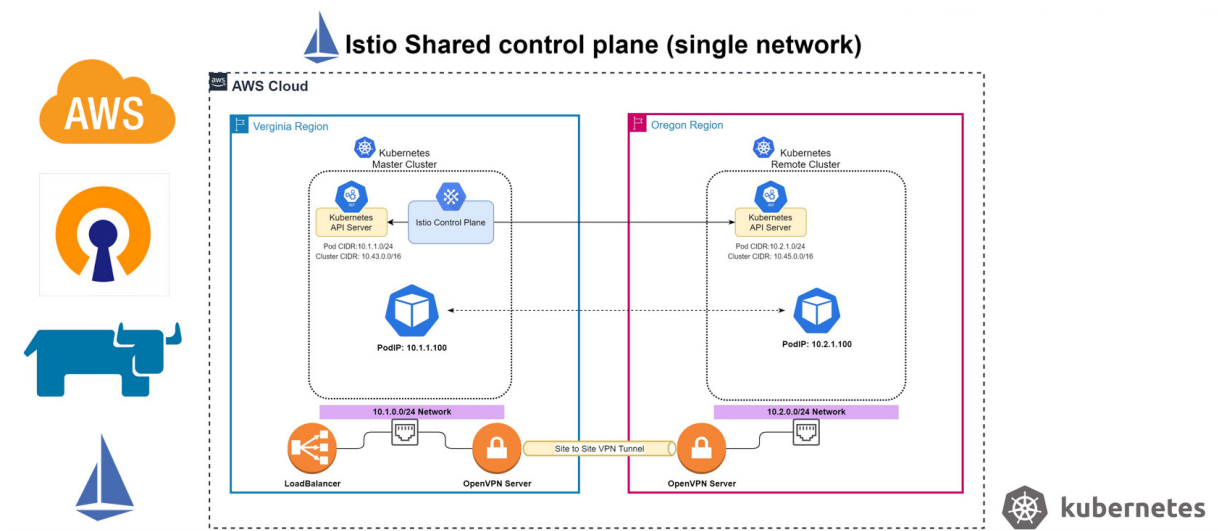 Istio Shared control plane (single network)
AWS
aws
AWS Cloud
Verginia Region
Oregon Region
Kubernetes
Master Cluster
Kubernetes
Remote Cluster
Kubernetes
API Server
Istio Control Plane
Kubernetes
API Server
Pod CIDR:10.1.1.0/24
Cluster CIDR: 10.43.0.0/16
Pod CIDR:10.2.1.0/24
Cluster CIDR: 10.45.0.0/16
PodIP: 10.1.1.100
PodIP: 10.2.1.100
10.1.0.0/24 Network
10.2.0.0/24 Network
Site to Site VPN Tunnel
LoadBalancer
OpenVPN Server
OpenVPN Server
kubernetes